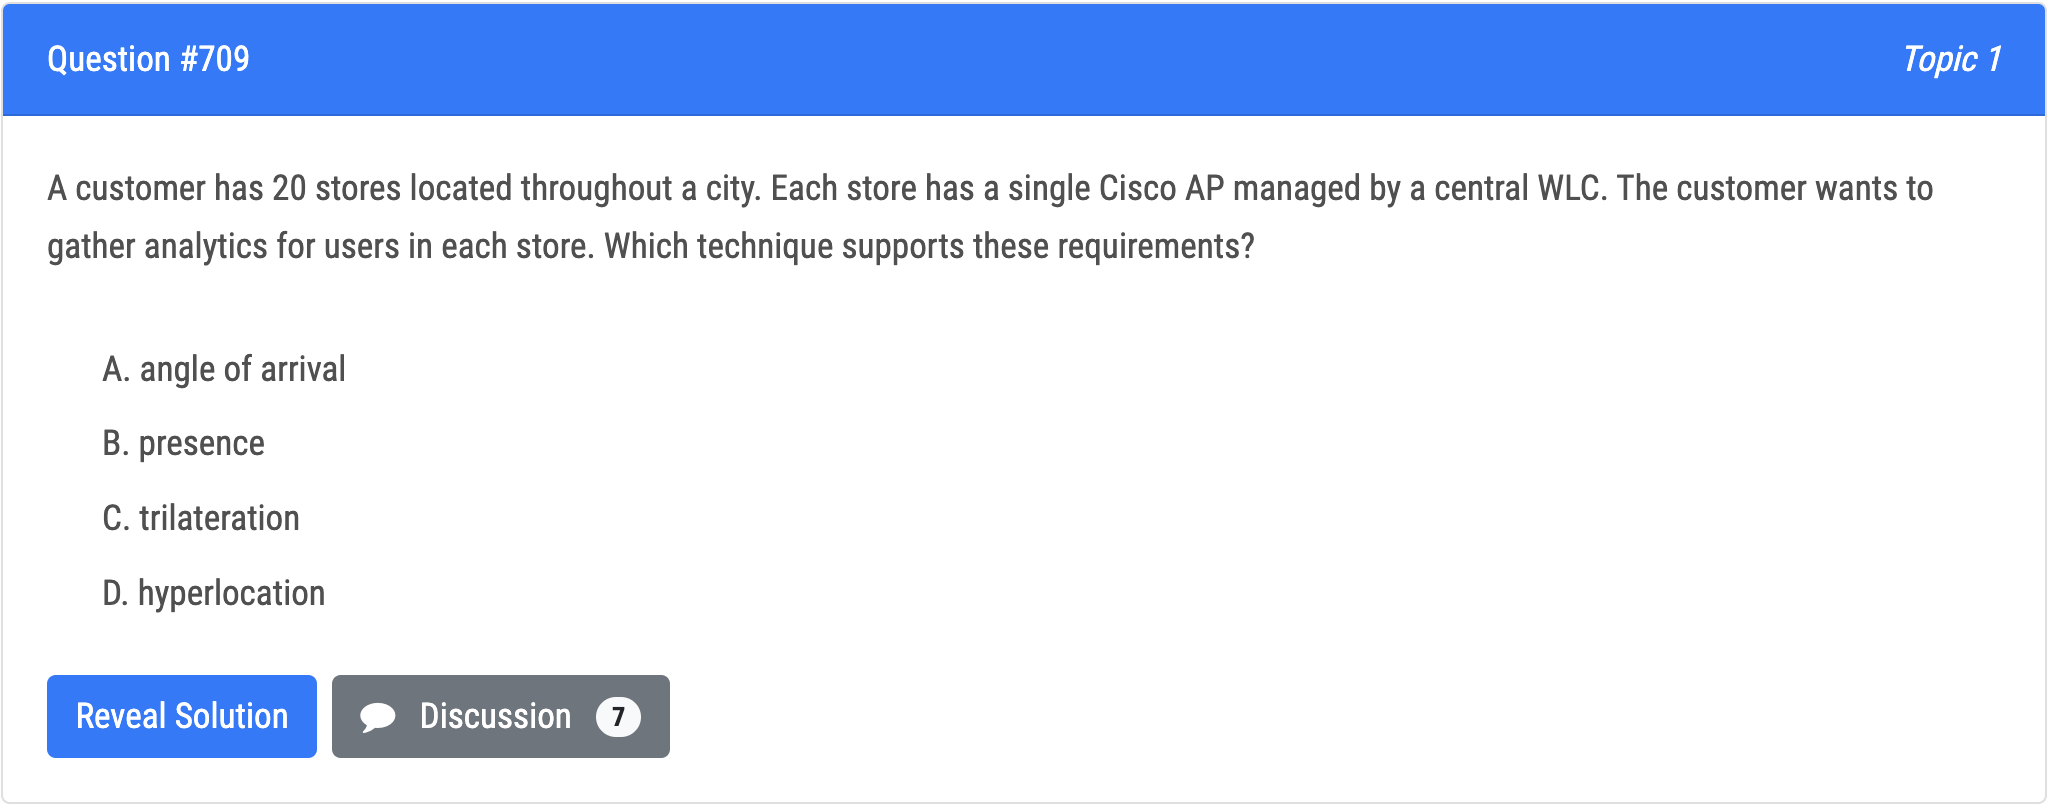 Question #709
Topic 1
A customer has 20 stores located throughout a city. Each store has a single Cisco AP managed by a central WLC. The customer wants to
gather analytics for users in each store. Which technique supports these requirements?
A. angle of arrival
B. presence
C. trilateration
D. hyperlocation
Reveal Solution
Discussion 7